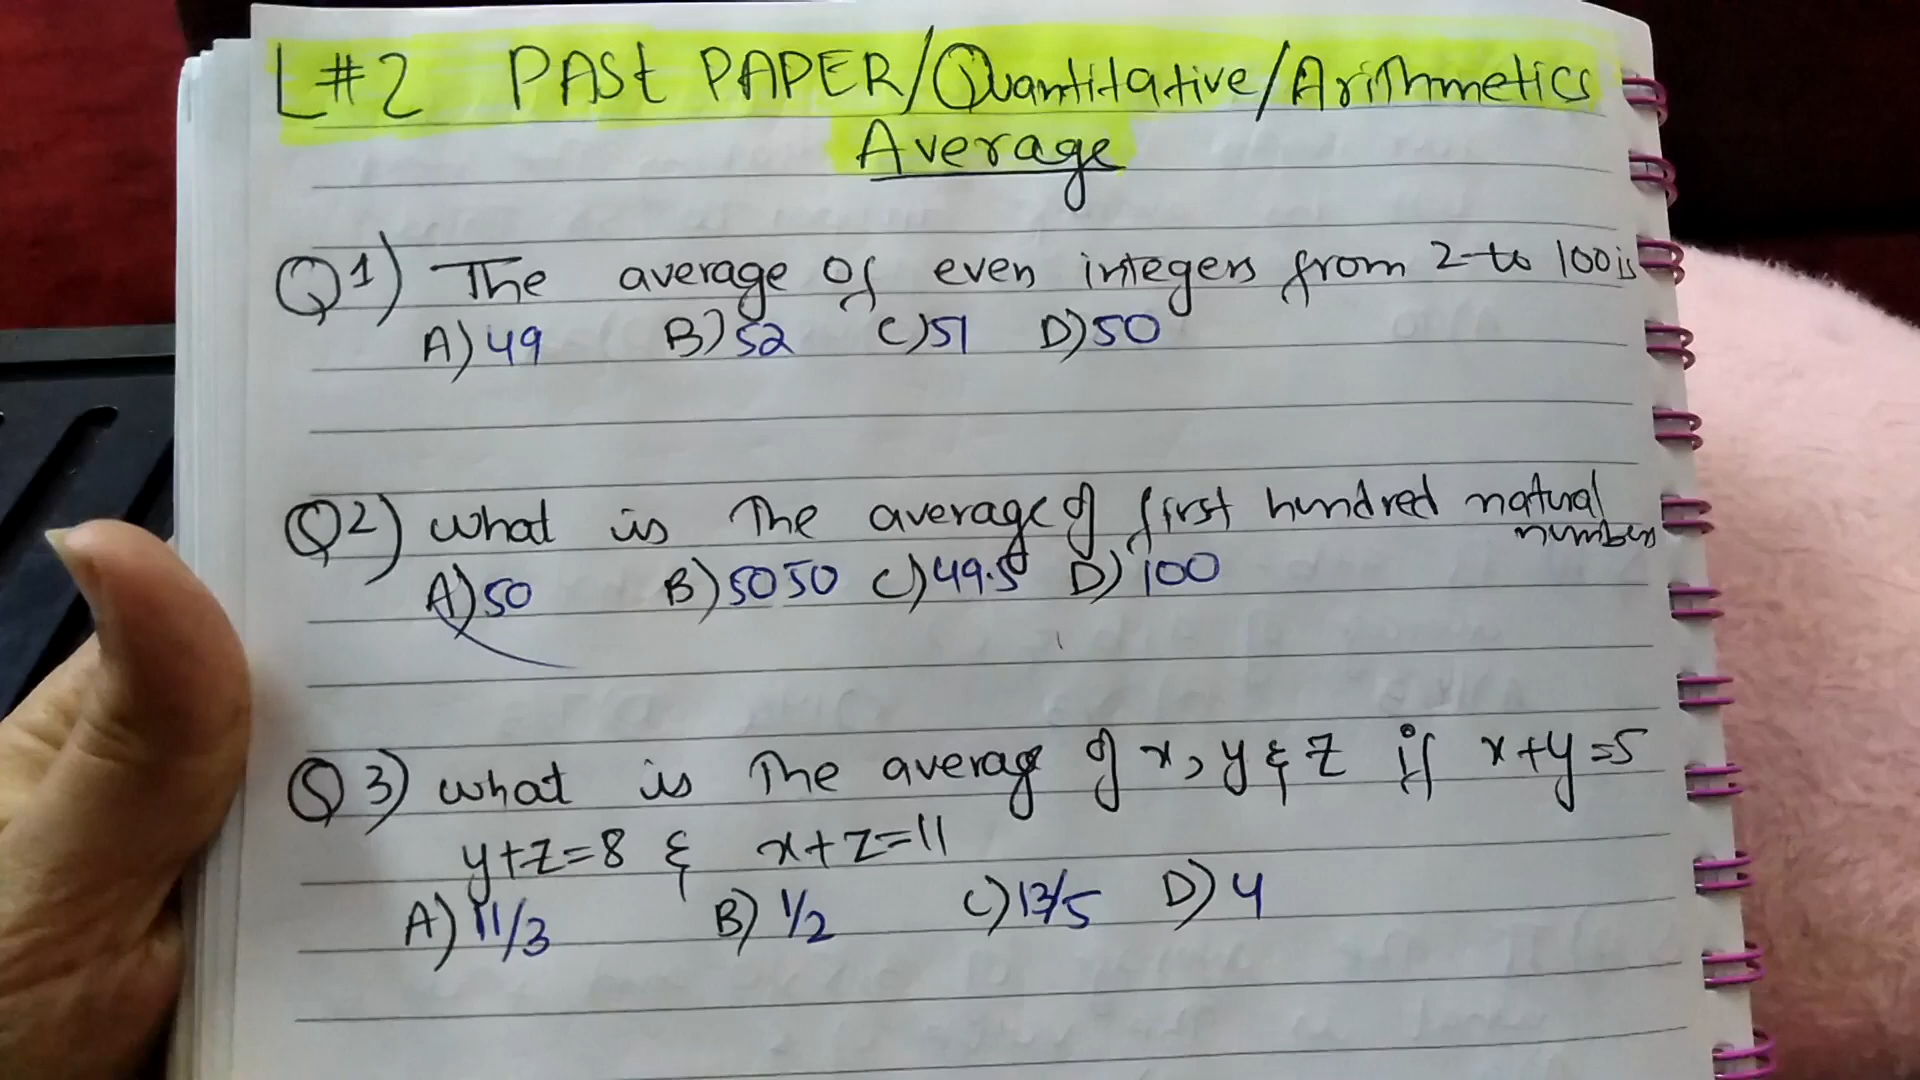 L#2 PAST PAPER/Quantitative/Arithmetics
Average
Q1) The average of even integers from 2 to 100 is
A) 49 B) 52 C) 51 D) 50
Q2) what is the average of first hundred natural
numbers
A) 50 B) 5050 C) 49.5 D) 100
Q3) what is the average of x, y & z if x+y=5
y+z=8 & x+z=11
A) 11/3 B) 1/2 C) 13/5 D) 4